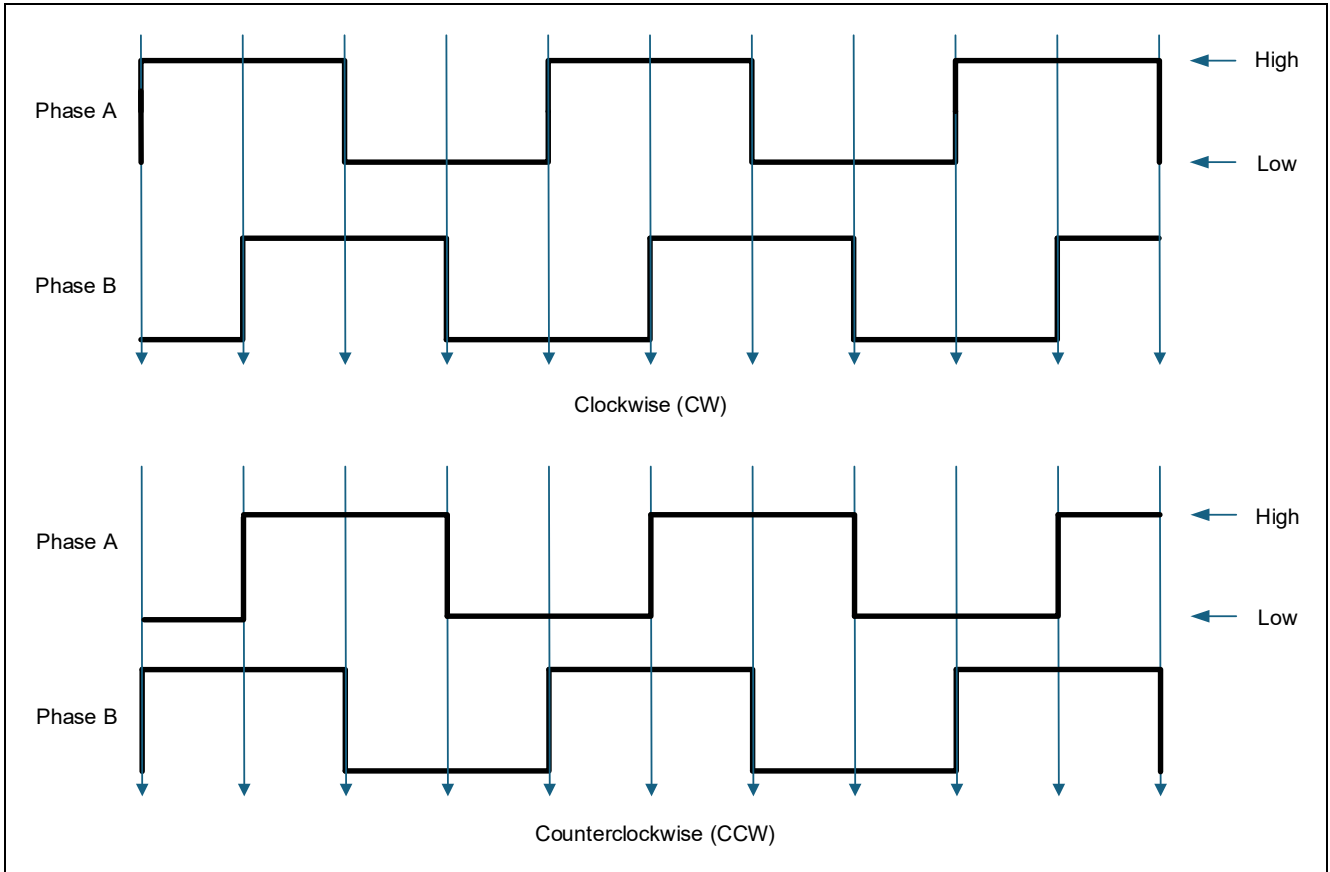 High
Phase A
Low
Phase B
Clockwise (CW)
High
Phase A
Low
Phase B
Counterclockwise (CCW)